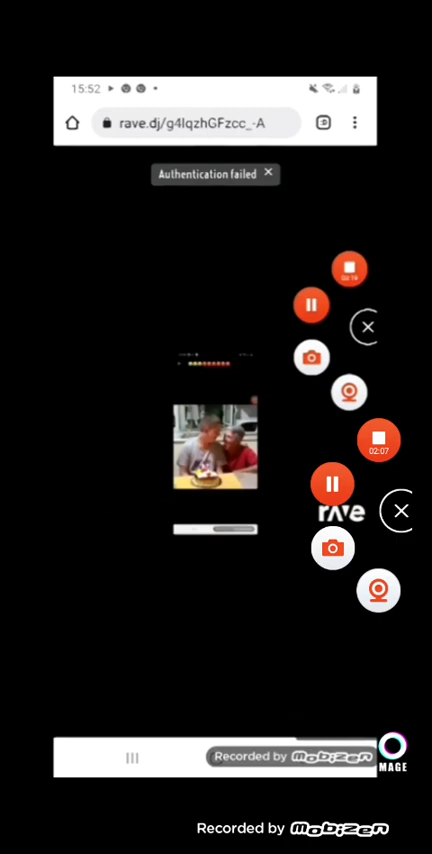 15:52
rave.dj/g4lqzhGFzcc_-A
:D
Authentication failed
02:19
02:07
rave
MAGE
Recorded by MOBIZEN
Recorded by MOBIZEN